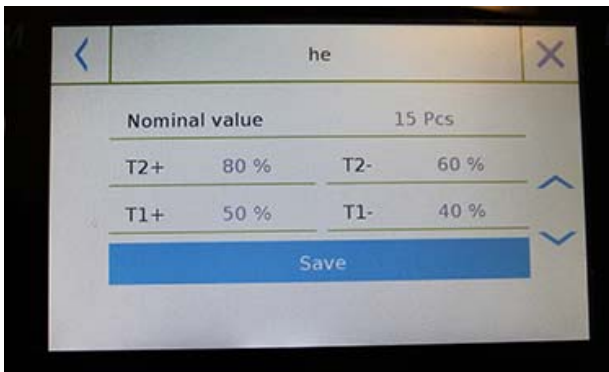 he
Nominal value 15 Pcs
T2+ 80 % T2- 60 %
T1+ 50 % T1- 40 %
Save